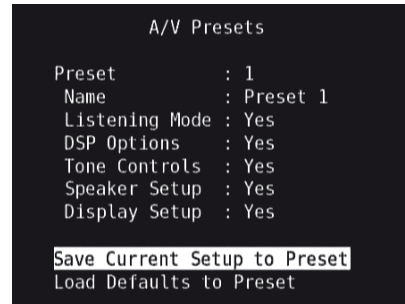 A/V Presets
Preset : 1
Name : Preset 1
Listening Mode : Yes
DSP Options : Yes
Tone Controls : Yes
Speaker Setup : Yes
Display Setup : Yes
Save Current Setup to Preset
Load Defaults to Preset